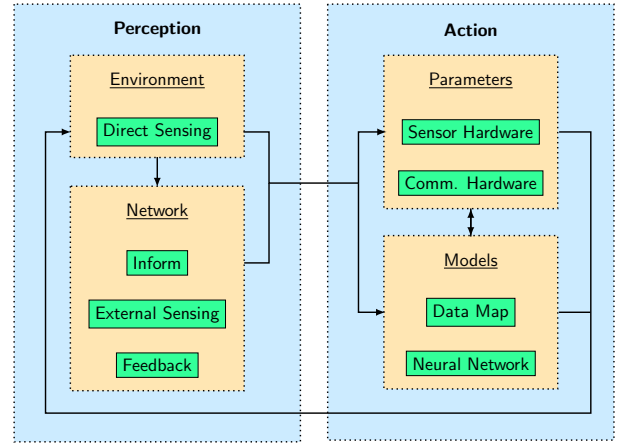 Perception
Environment
Direct Sensing
Network
Inform
External Sensing
Feedback
Action
Parameters
Sensor Hardware
Comm. Hardware
Models
Data Map
Neural Network